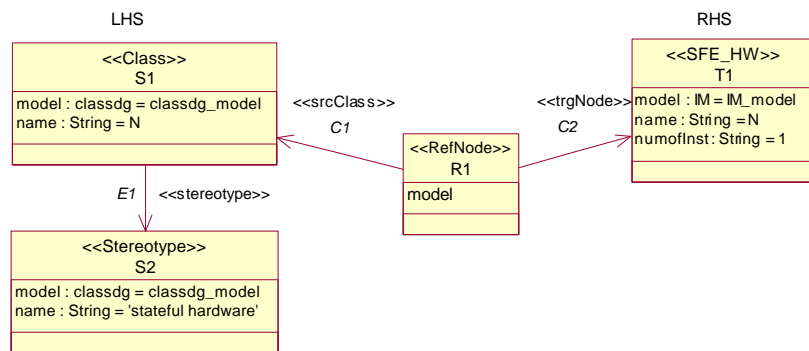 LHS
RHS
<<Class>>
S1
model : classdg = classdg_model
name : String = N
<<srcClass>>
C1
<<trgNode>>
C2
<<SFE_HW>>
T1
model : IM = IM_model
name : String = N
numofInst : String = 1
<<RefNode>>
R1
model
E1 <<stereotype>>
<<Stereotype>>
S2
model : classdg = classdg_model
name : String = 'stateful hardware'